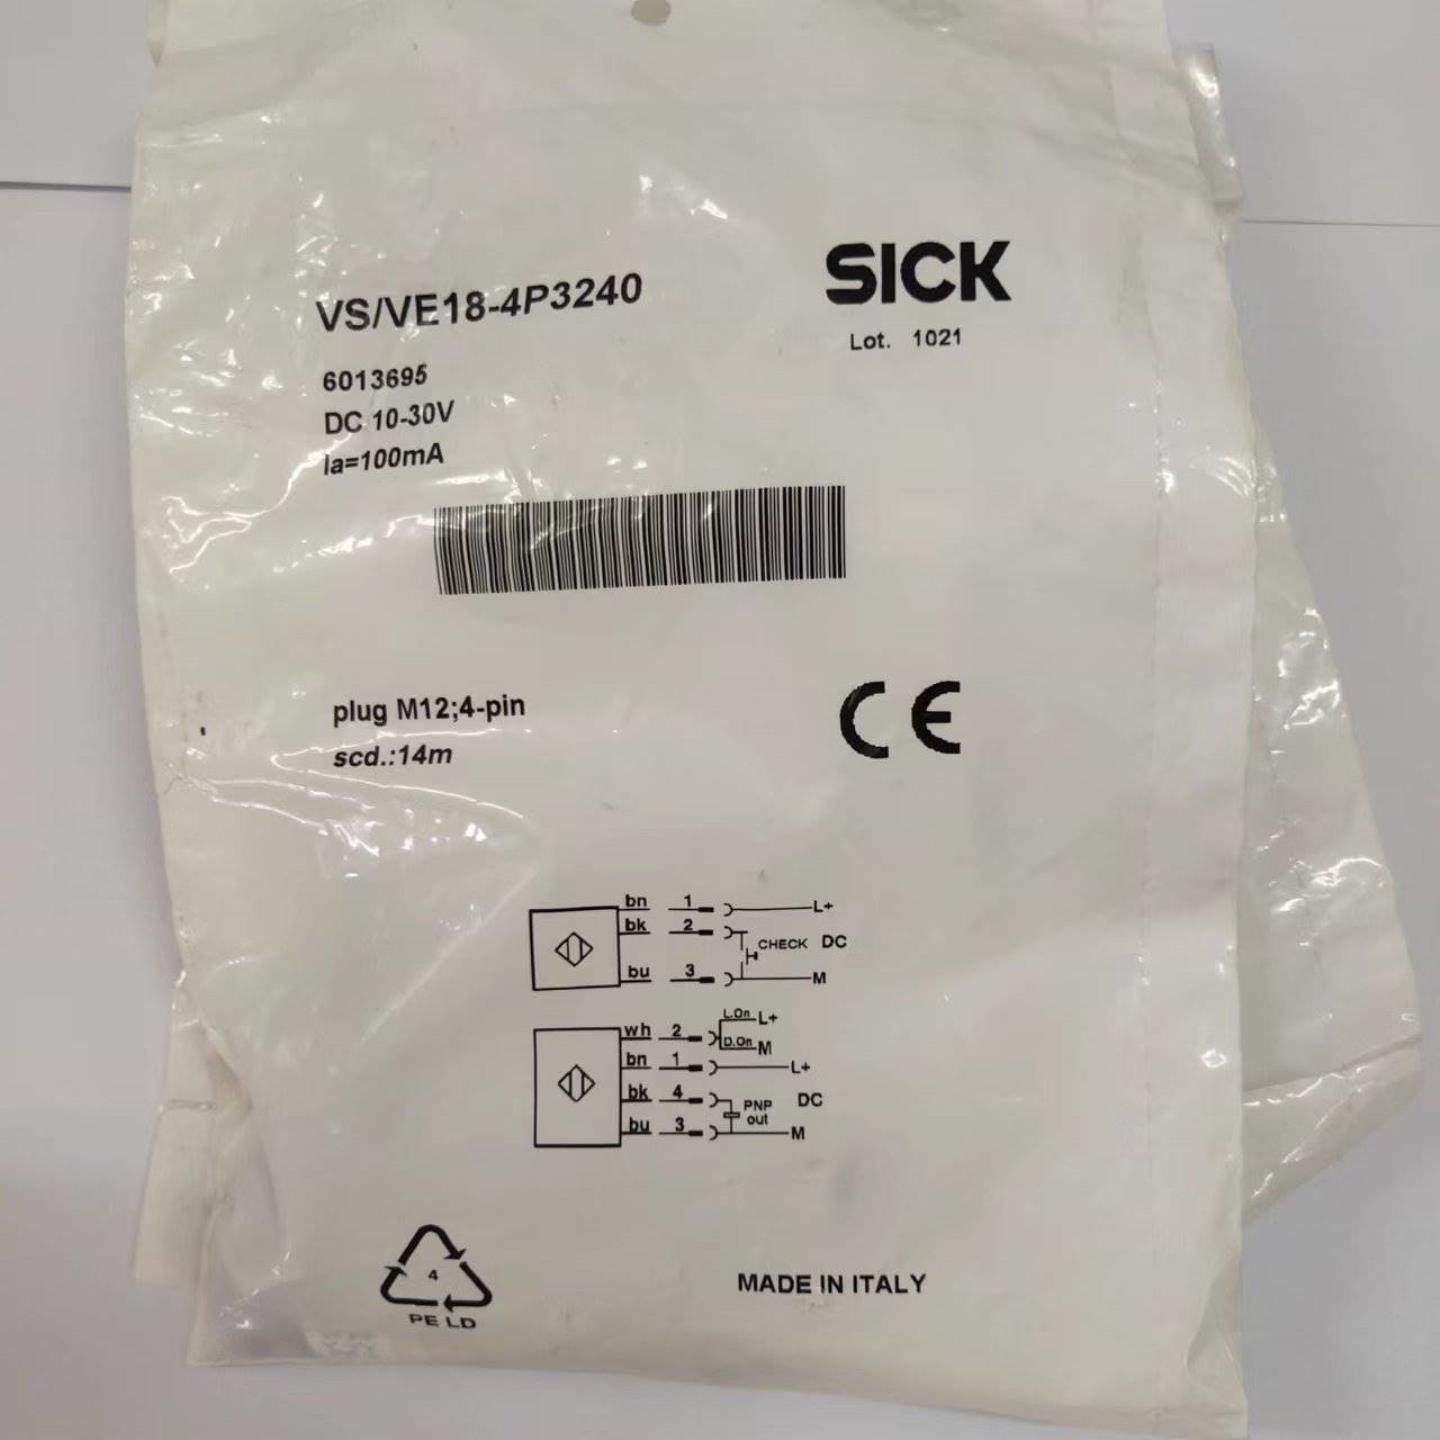 SICK
Lot. 1021
VS/VE18-4P3240
6013695
DC 10-30V
Ia=100mA
plug M12;4-pin
scd.:14m
CE
bn 1 L+
bk 2 CHECK DC
bu 3 M
wh 2 L.On L+
D.On M
bn 1 L+
bk 4 PNP DC
out
bu 3 M
4
PE LD
MADE IN ITALY